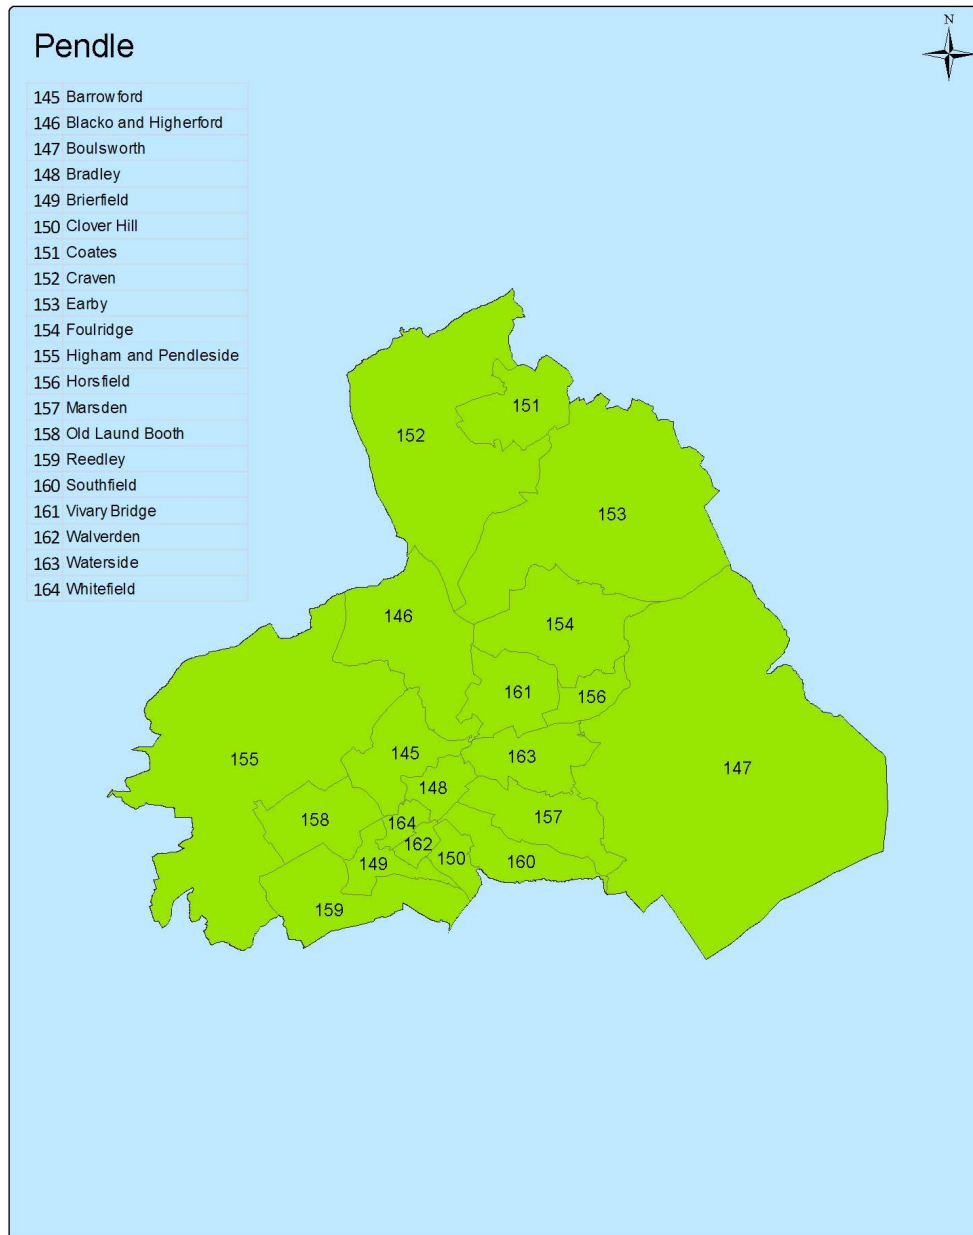 N
Pendle
145 Barrowford
146 Blacko and Higherford
147 Boulsworth
148 Bradley
149 Brierfield
150 Clover Hill
151 Coates
152 Craven
153 Earby
154 Foulridge
155 Higham and Pendleside
156 Horsfield
157 Marsden
158 Old Laund Booth
159 Reedley
160 Southfield
161 Vivary Bridge
162 Walverden
163 Waterside
164 Whitefield
151
152
153
146
154
161
156
155
145
163
147
148
158
164
157
162
149
150
160
159